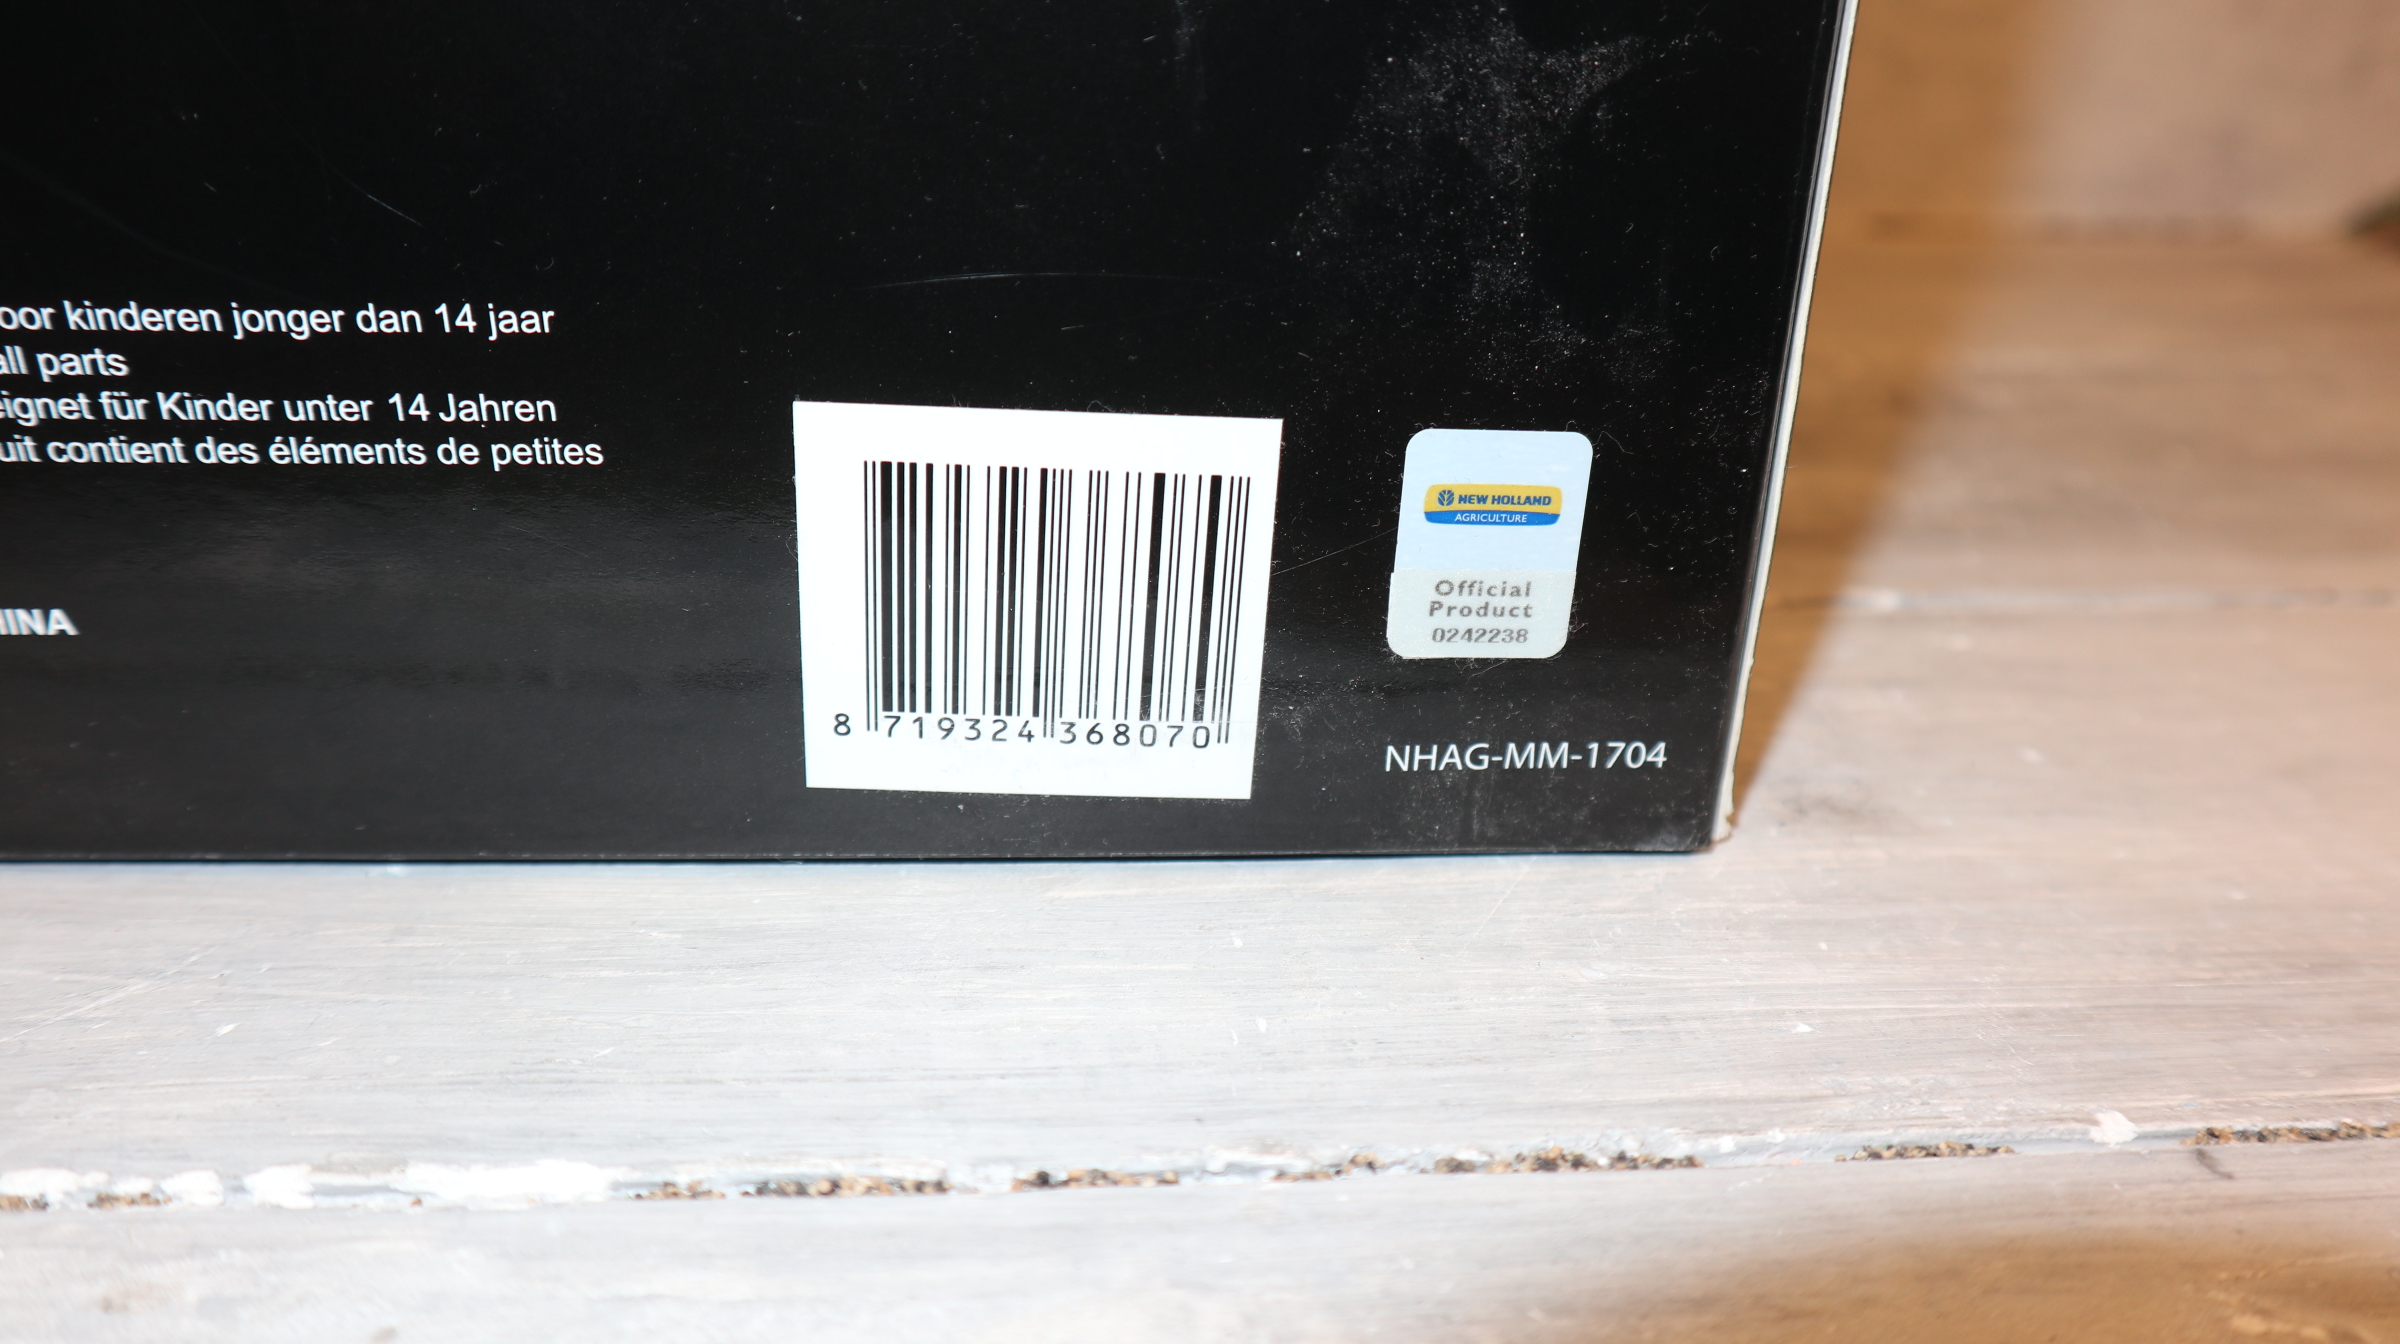 oor kinderen jonger dan 14 jaar
all parts
eignet für Kinder unter 14 Jahren
uit contient des éléments de petites
HINA
8 719324 368070
NEW HOLLAND
AGRICULTURE
Official
Product
0242238
NHAG-MM-1704